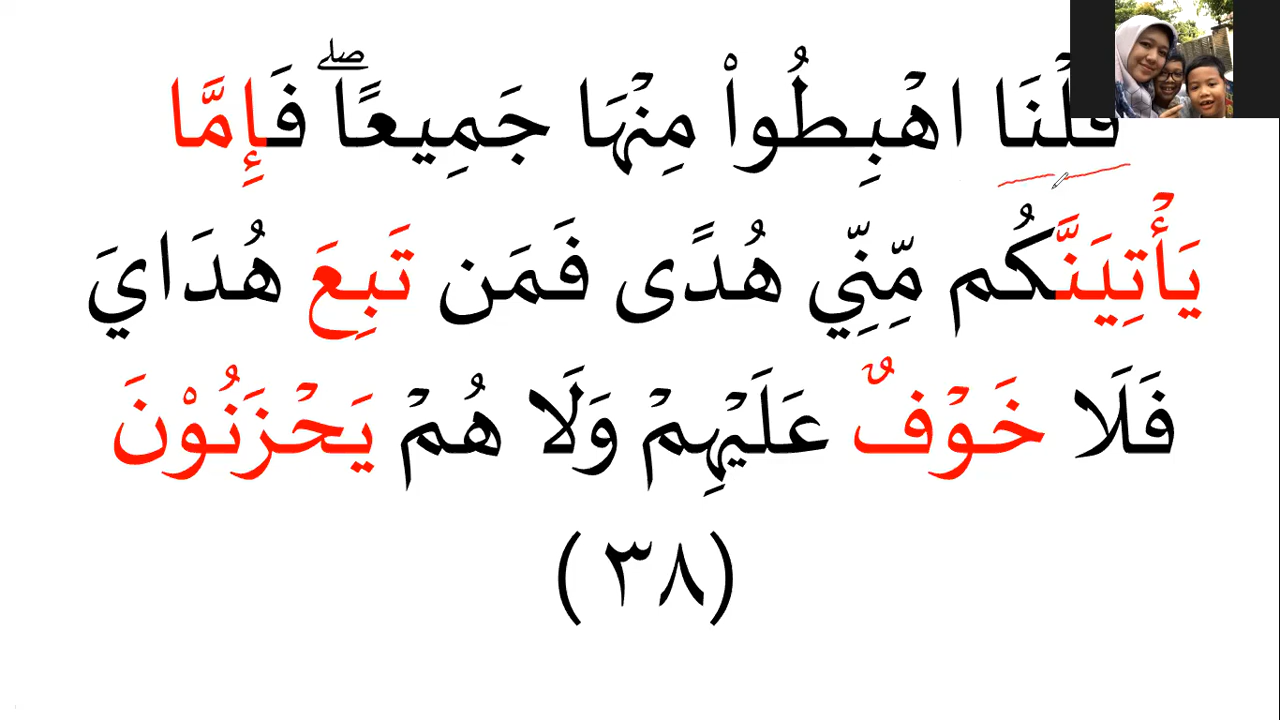 قُلْنَا اهْبِطُواْ مِنْهَا جَمِيعًا ۖ فَإِمَّا
يَأْتِيَنَّكُم مِّنِّي هُدًى فَمَن تَبِعَ هُدَايَ
فَلَا خَوْفٌ عَلَيْهِمْ وَلَا هُمْ يَحْزَنُوْنَ
(٣٨)